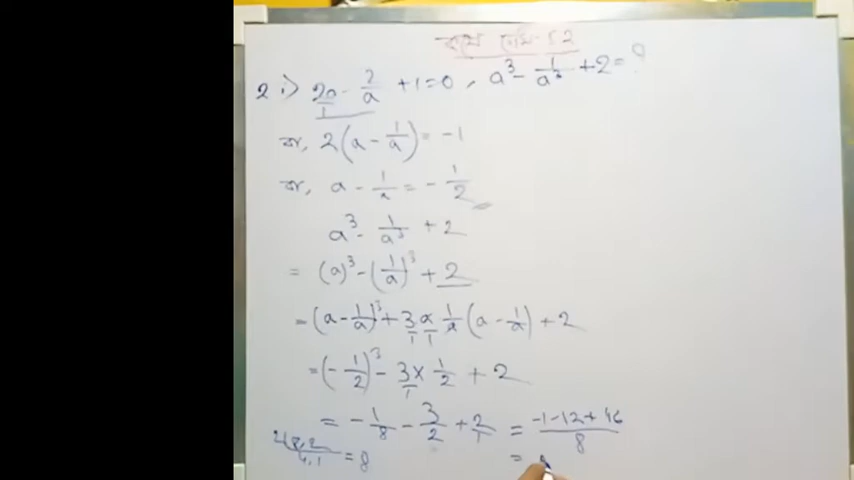 2 i) 2a - 2/a + 1 = 0, a³ - 1/a³ + 2 = ?
বা, 2(a - 1/a) = -1
বা, a - 1/a = -1/2
a³ - 1/a³ + 2
= (a)³ - (1/a)³ + 2
= (a - 1/a)³ + 3 a 1/a (a - 1/a) + 2
= (-1/2)³ - 3/1 × 1/2 + 2
= -1/8 - 3/2 + 2/1 = (-1-12+16)/8
= 8
=